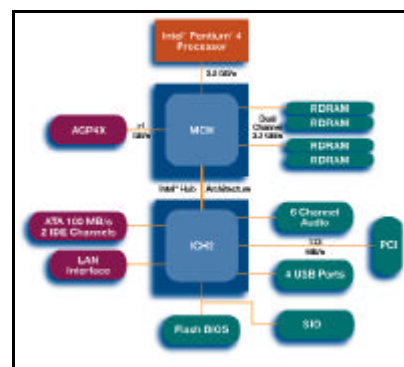 Intel® Pentium® 4
Processor
3.2 GB/s
AGP4X
MCH
Dual
Channel
3.2 GB/s
RDRAM
RDRAM
RDRAM
RDRAM
Intel® Hub
Architecture
ATA 100 MB/s
2 IDE Channels
6 Channel
Audio
ICH2
133
MB/s
PCI
LAN
Interface
4 USB Ports
Flash BIOS
SIO